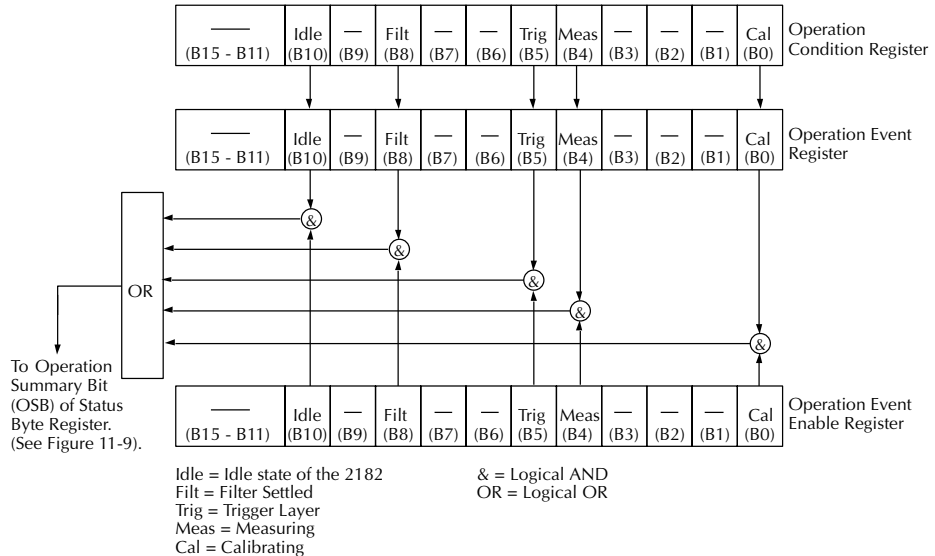 — Idle — Filt — — Trig Meas — — — Cal
(B15 - B11) (B10) (B9) (B8) (B7) (B6) (B5) (B4) (B3) (B2) (B1) (B0)
Operation
Condition Register
— Idle — Filt — — Trig Meas — — — Cal
(B15 - B11) (B10) (B9) (B8) (B7) (B6) (B5) (B4) (B3) (B2) (B1) (B0)
Operation Event
Register
&
&
&
OR
&
&
To Operation
Summary Bit
(OSB) of Status
Byte Register.
(See Figure 11-9).
— Idle — Filt — — Trig Meas — — — Cal
(B15 - B11) (B10) (B9) (B8) (B7) (B6) (B5) (B4) (B3) (B2) (B1) (B0)
Operation Event
Enable Register
Idle = Idle state of the 2182
Filt = Filter Settled
Trig = Trigger Layer
Meas = Measuring
Cal = Calibrating
& = Logical AND
OR = Logical OR